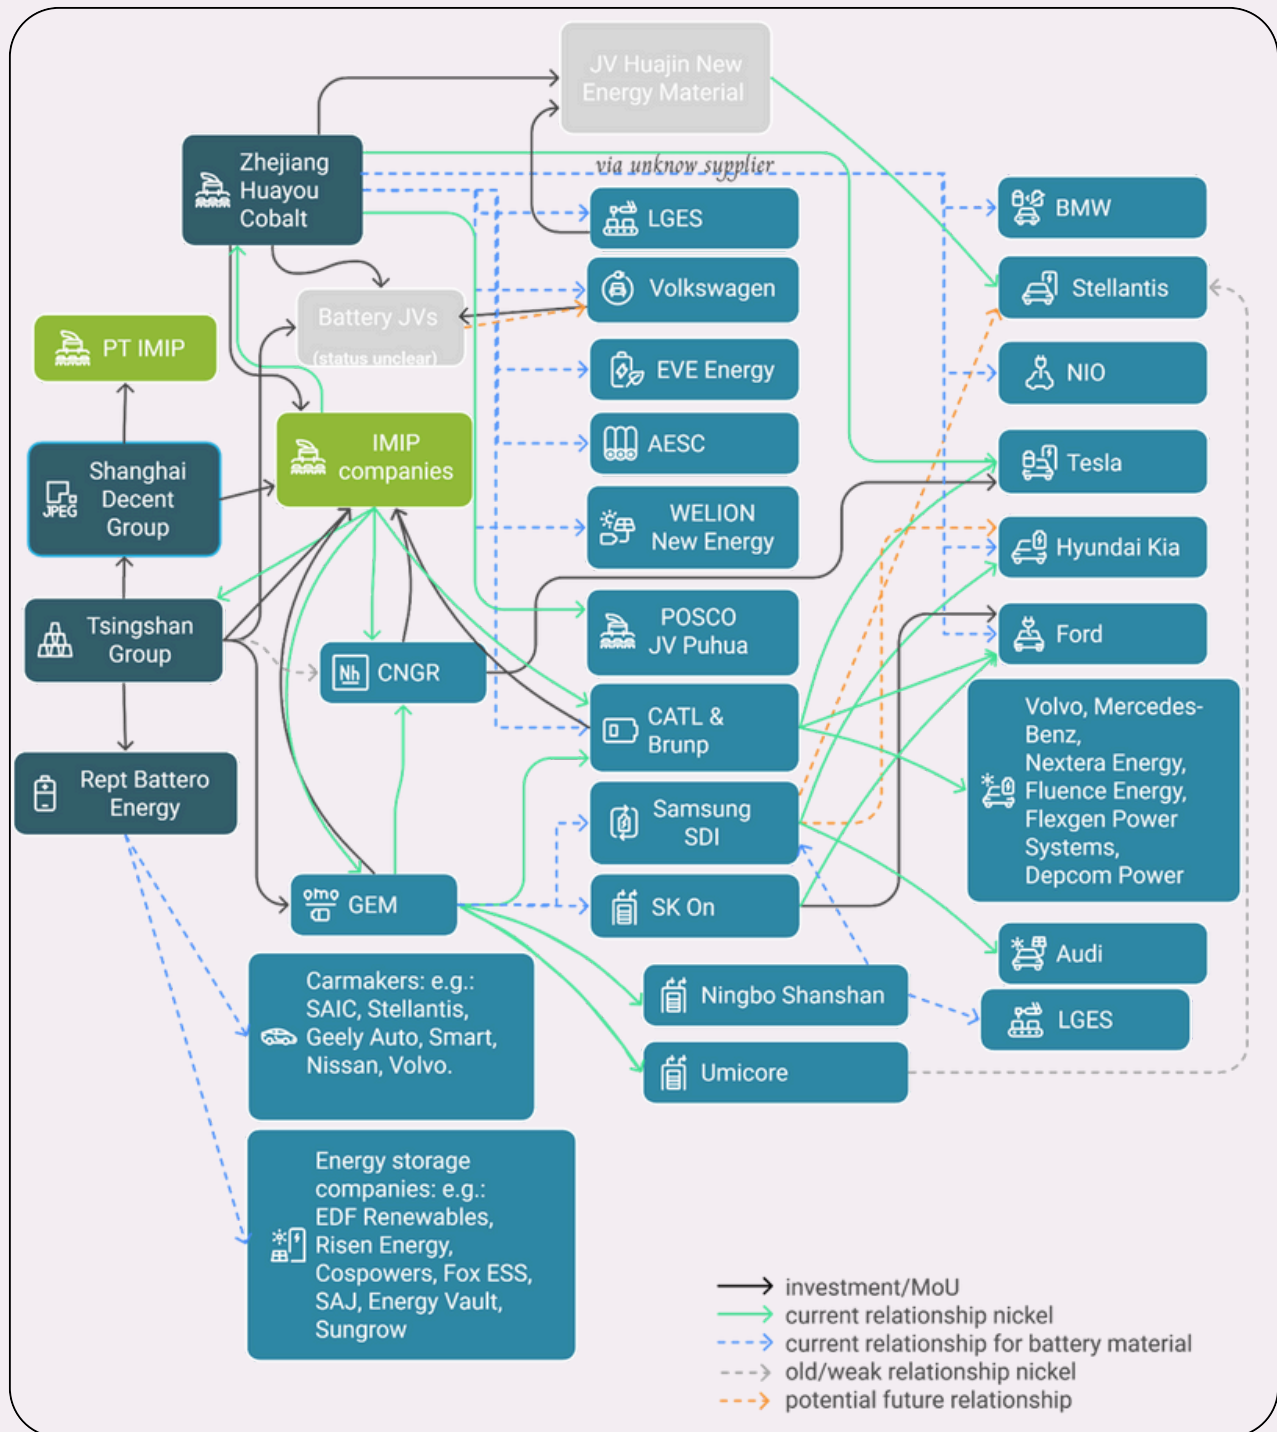 JV Huajin New
Energy Material
Zhejiang
Huayou
Cobalt
via unknow supplier
LGES
BMW
Volkswagen
Stellantis
Battery JVs
(status unclear)
PT IMIP
EVE Energy
NIO
IMIP
companies
AESC
Tesla
Shanghai
Decent
Group
JPEG
WELION
New Energy
Hyundai Kia
Tsingshan
Group
POSCO
JV Puhua
Ford
Nh
CNGR
CATL &
Brunp
Volvo, Mercedes-
Benz,
Nextera Energy,
Fluence Energy,
Flexgen Power
Systems,
Depcom Power
Rept Battero
Energy
Samsung
SDI
GEM
SK On
Audi
Carmakers: e.g.:
SAIC, Stellantis,
Geely Auto, Smart,
Nissan, Volvo.
Ningbo Shanshan
LGES
Umicore
Energy storage
companies: e.g.:
EDF Renewables,
Risen Energy,
Cospowers, Fox ESS,
SAJ, Energy Vault,
Sungrow
investment/MoU
current relationship nickel
current relationship for battery material
old/weak relationship nickel
potential future relationship